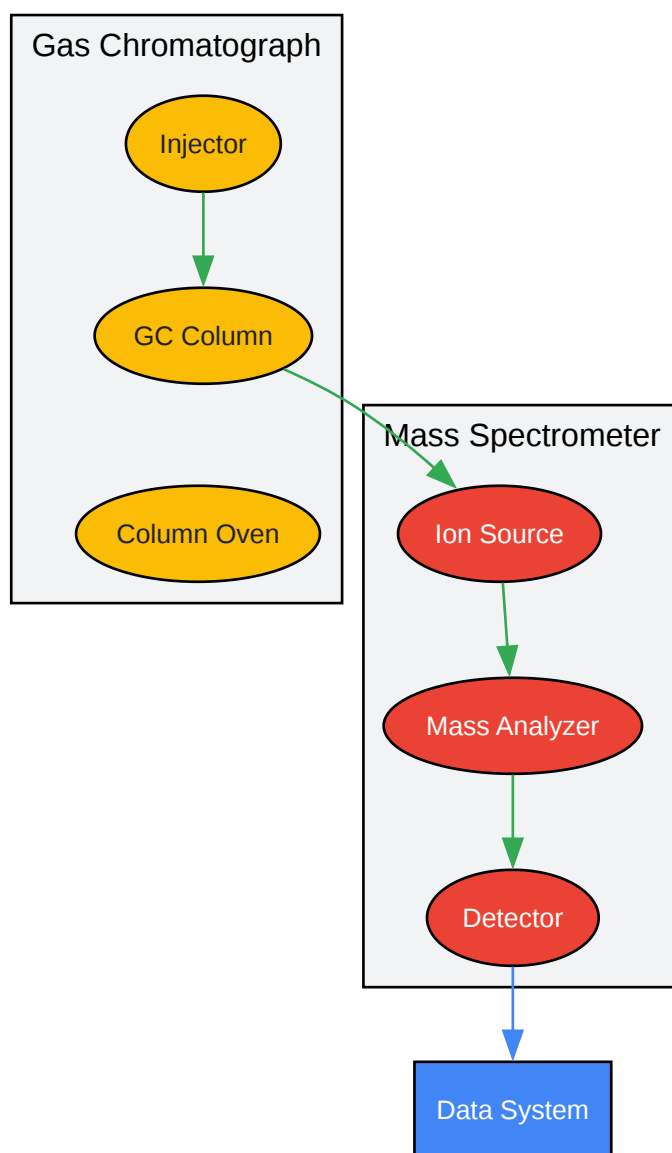 Gas Chromatograph
Injector
GC Column
Column Oven
Mass Spectrometer
Ion Source
Mass Analyzer
Detector
Data System